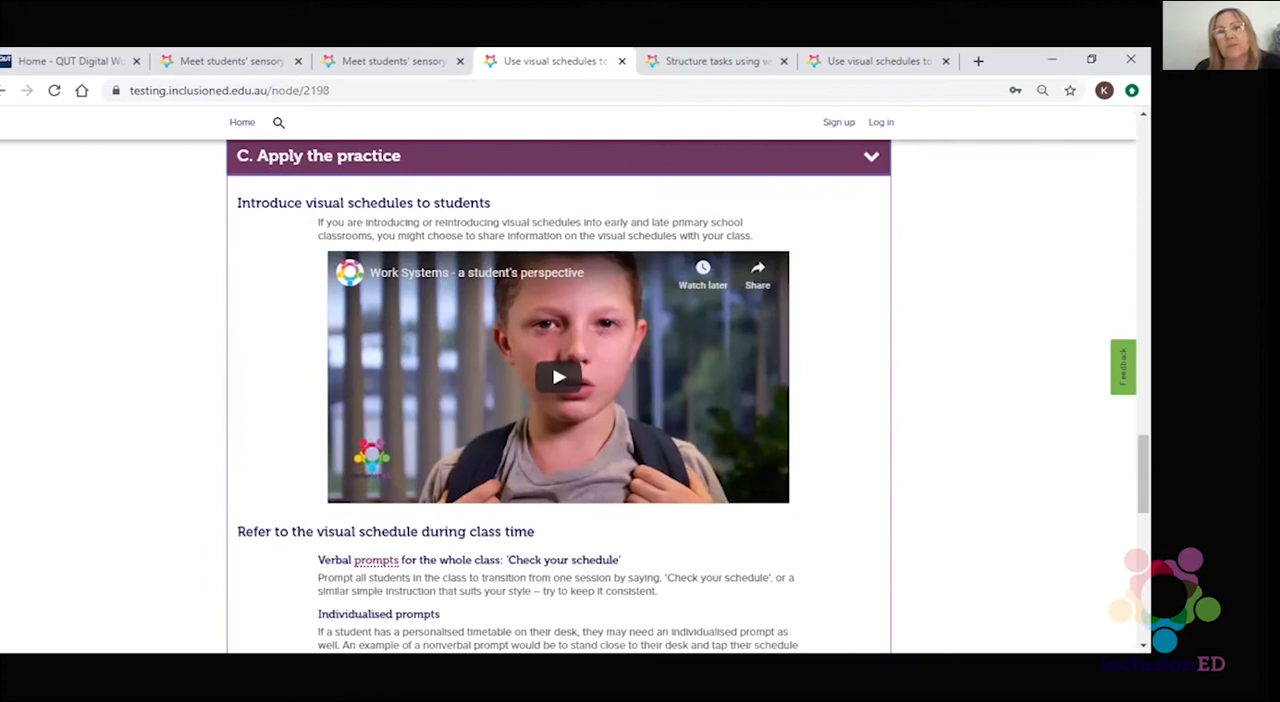 QUT
Home - QUT Digital Wo
Meet students' sensory
Meet students' sensory
Use visual schedules to
Structure tasks using w
Use visual schedules to
testing.inclusioned.edu.au/node/2198
K
Home
Sign up
Log in
C. Apply the practice
Introduce visual schedules to students
If you are introducing or reintroducing visual schedules into early and late primary school
classrooms, you might choose to share information on the visual schedules with your class.
Work Systems - a student's perspective
Watch later
Share
Feedback
Refer to the visual schedule during class time
Verbal prompts for the whole class: 'Check your schedule'
Prompt all students in the class to transition from one session by saying, 'Check your schedule', or a
similar simple instruction that suits your style – try to keep it consistent.
Individualised prompts
If a student has a personalised timetable on their desk, they may need an individualised prompt as
well. An example of a nonverbal prompt would be to stand close to their desk and tap their schedule
inclusionED